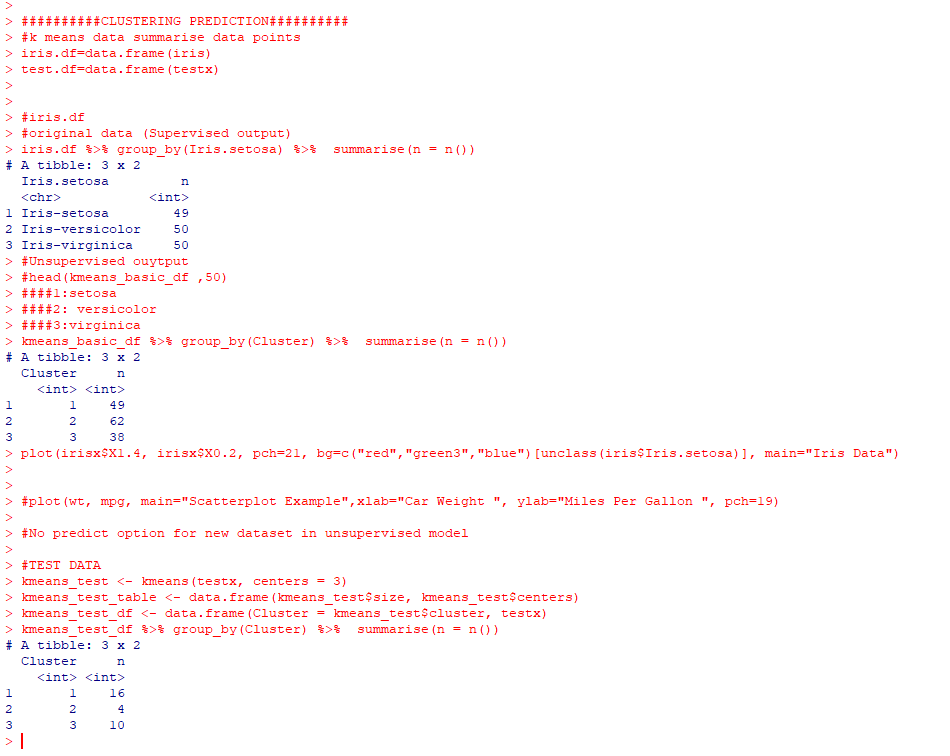 >
> ##########CLUSTERING PREDICTION##########
> #k means data summarise data points
> iris.df=data.frame(iris)
> test.df=data.frame(testx)
>
>
> #iris.df
> #original data (Supervised output)
> iris.df %>% group_by(Iris.setosa) %>%  summarise(n = n())
# A tibble: 3 x 2
  Iris.setosa         n
  <chr>           <int>
1 Iris-setosa        49
2 Iris-versicolor    50
3 Iris-virginica     50
> #Unsupervised ouytput
> #head(kmeans_basic_df ,50)
> ####1:setosa
> ####2: versicolor
> ####3:virginica
> kmeans_basic_df %>% group_by(Cluster) %>%  summarise(n = n())
# A tibble: 3 x 2
  Cluster     n
    <int> <int>
1       1    49
2       2    62
3       3    38
> plot(irisx$X1.4, irisx$X0.2, pch=21, bg=c("red","green3","blue")[unclass(iris$Iris.setosa)], main="Iris Data")
>
> #plot(wt, mpg, main="Scatterplot Example",xlab="Car Weight ", ylab="Miles Per Gallon ", pch=19)
>
> #No predict option for new dataset in unsupervised model
>
> #TEST DATA
> kmeans_test <- kmeans(testx, centers = 3)
> kmeans_test_table <- data.frame(kmeans_test$size, kmeans_test$centers)
> kmeans_test_df <- data.frame(Cluster = kmeans_test$cluster, testx)
> kmeans_test_df %>% group_by(Cluster) %>%  summarise(n = n())
# A tibble: 3 x 2
  Cluster     n
    <int> <int>
1       1    16
2       2     4
3       3    10
>